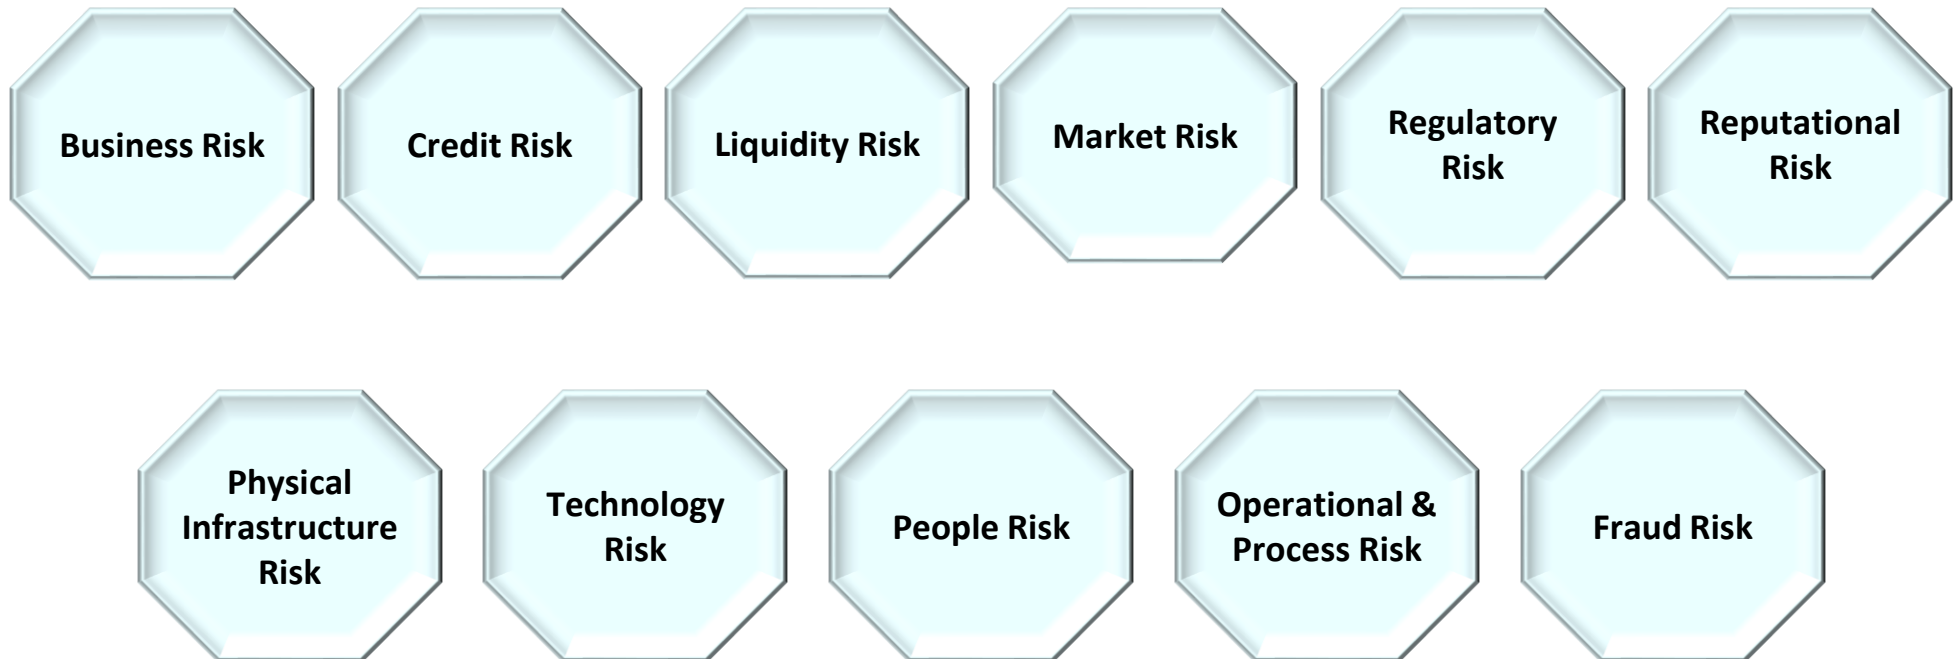 Business Risk
Credit Risk
Liquidity Risk
Market Risk
Regulatory
Risk
Reputational
Risk
Physical
Infrastructure
Risk
Technology
Risk
People Risk
Operational &
Process Risk
Fraud Risk